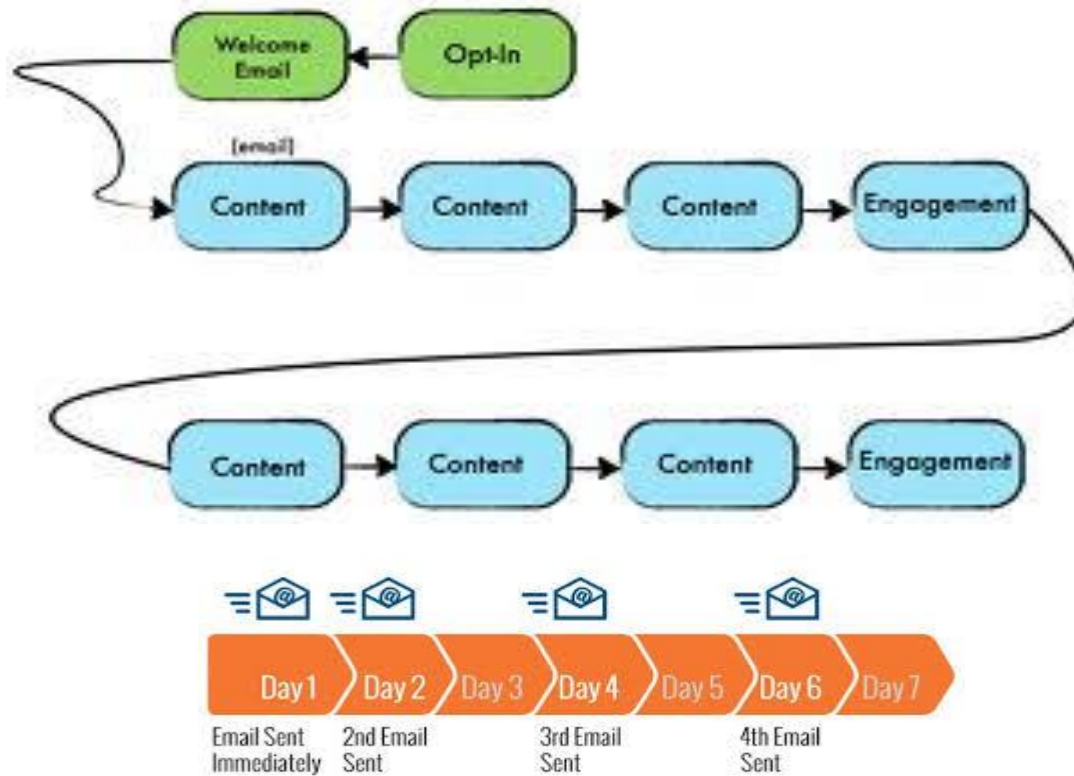 Welcome
Email
Opt-In
[email]
Content
Content
Content
Engagement
Content
Content
Content
Engagement
@
@
@
@
Day 1
Day 2
Day 3
Day 4
Day 5
Day 6
Day 7
Email Sent
Immediately
2nd Email
Sent
3rd Email
Sent
4th Email
Sent